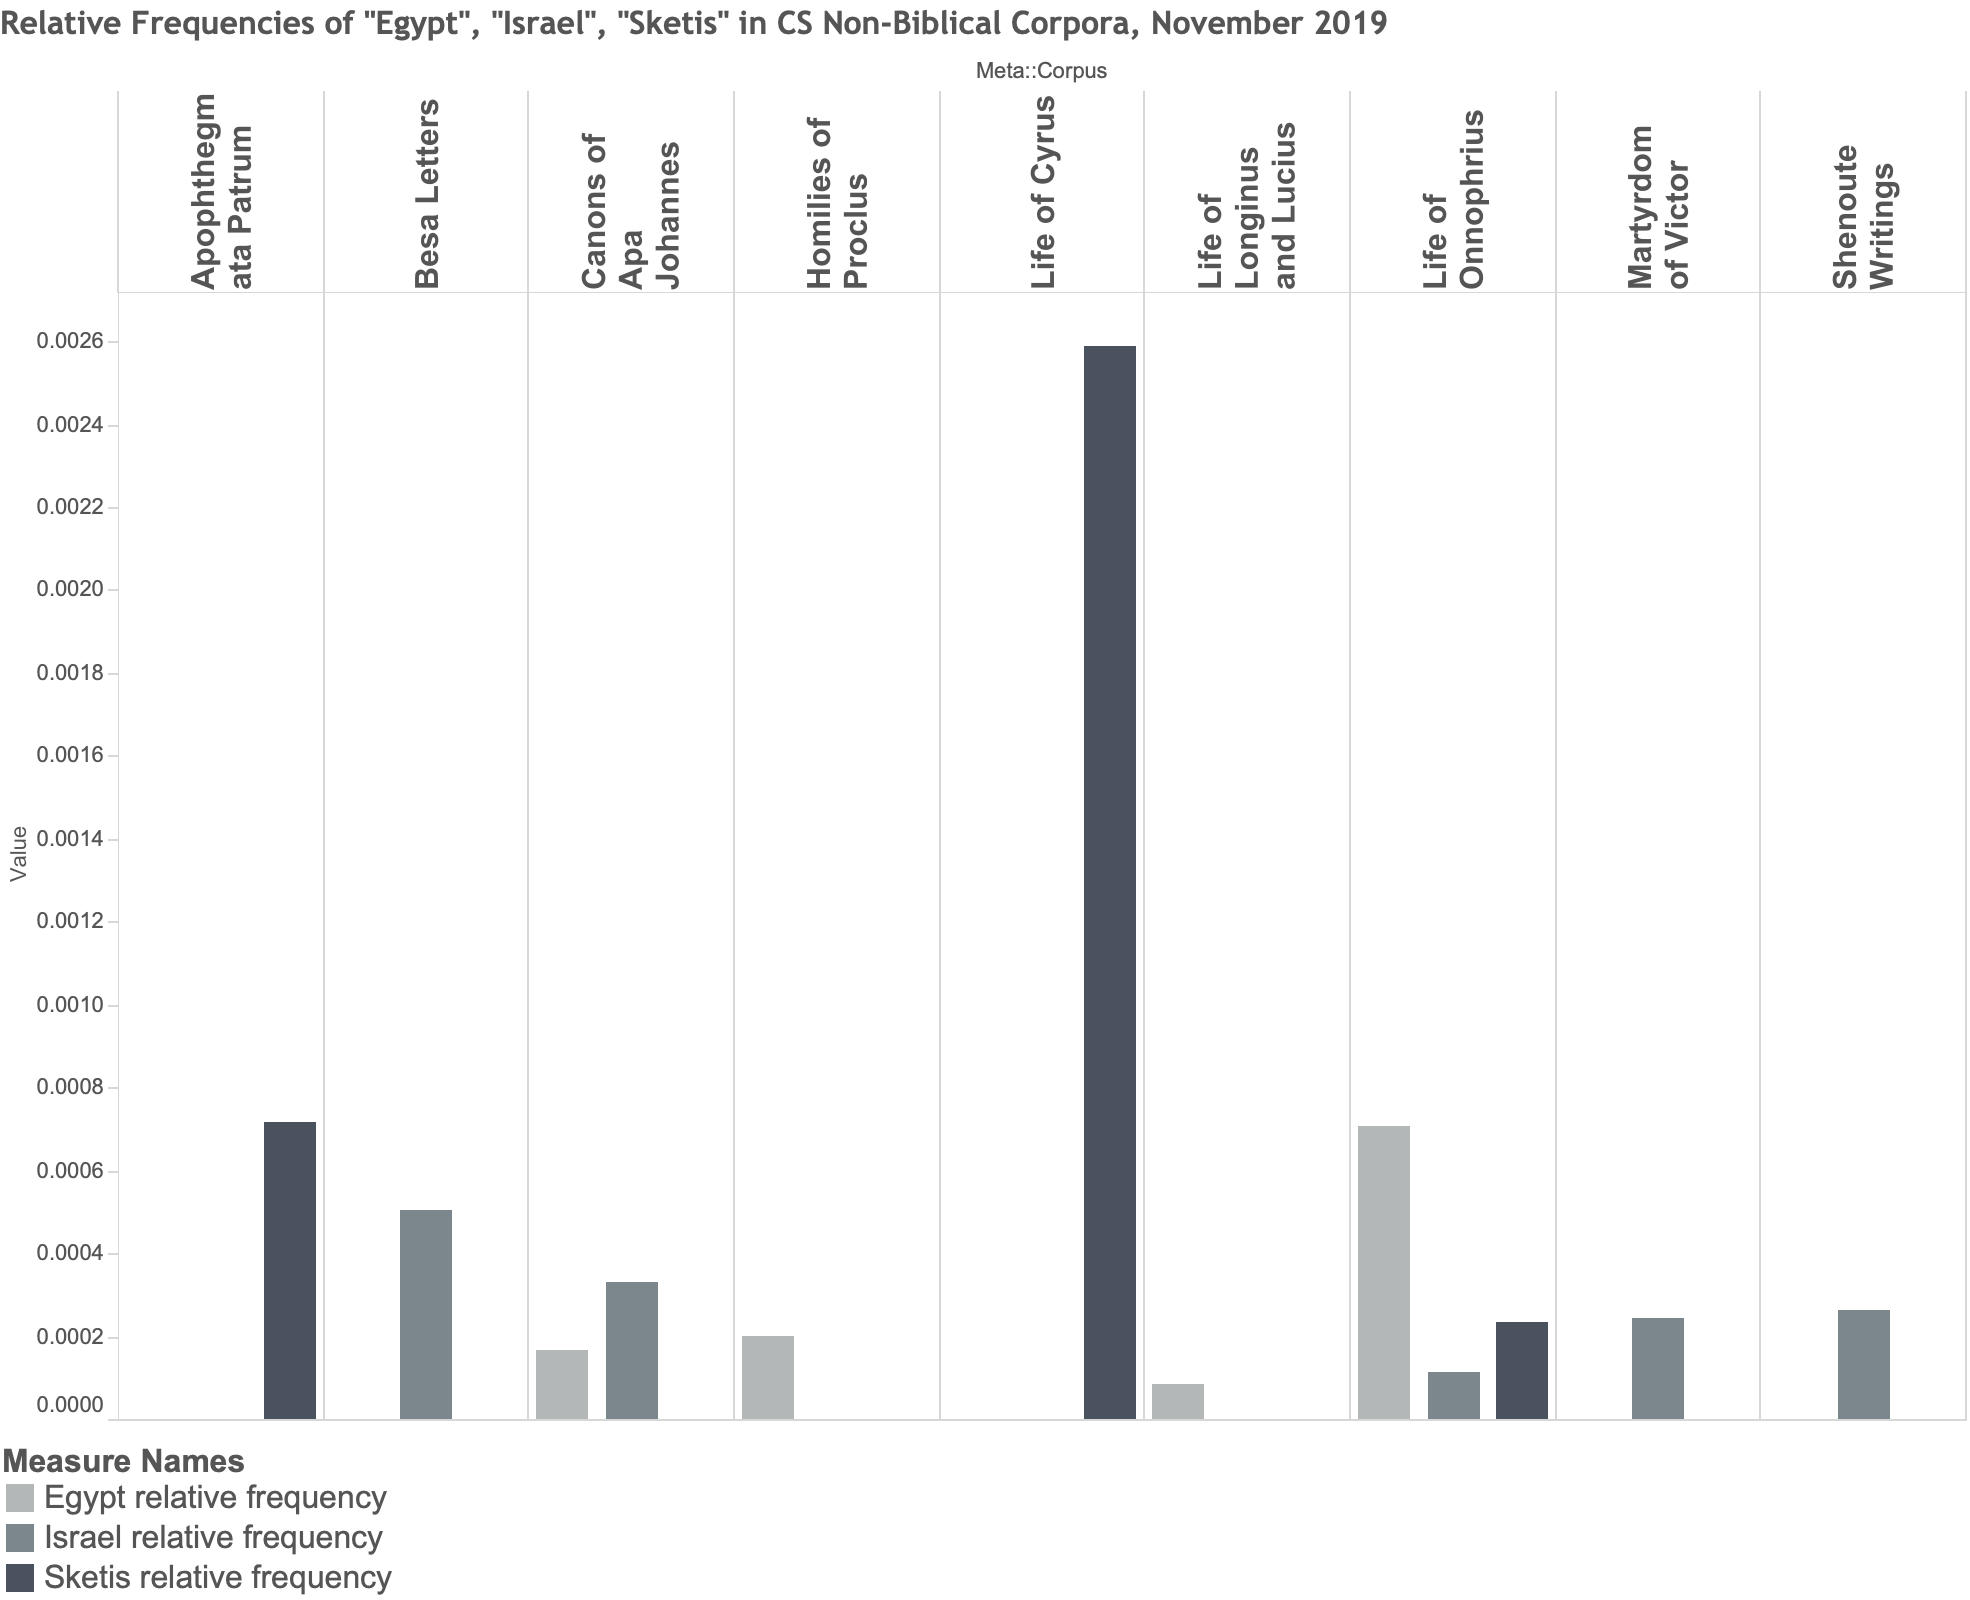 Relative Frequencies of "Egypt", "Israel", "Sketis" in CS Non-Biblical Corpora, November 2019
Meta::Corpus
Apophthegm
ata Patrum
Besa Letters
Canons of
Apa
Johannes
Homilies of
Proclus
Life of Cyrus
Life of
Longinus
and Lucius
Life of
Onnophrius
Martyrdom
of Victor
Shenoute
Writings
Value
0.0026
0.0024
0.0022
0.0020
0.0018
0.0016
0.0014
0.0012
0.0010
0.0008
0.0006
0.0004
0.0002
0.0000
Measure Names
Egypt relative frequency
Israel relative frequency
Sketis relative frequency